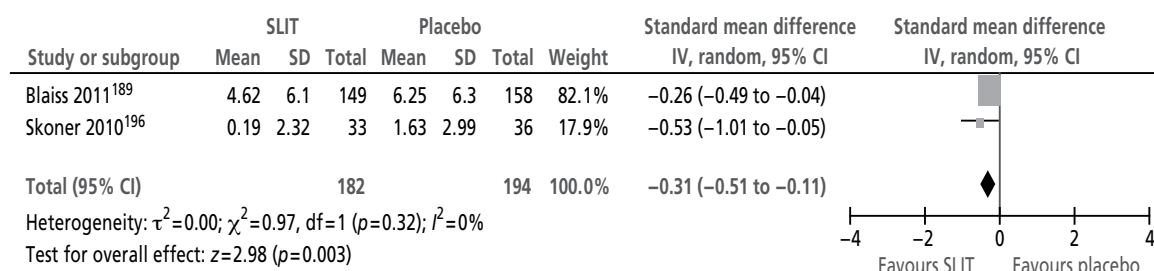 SLIT Placebo Standard mean difference Standard mean difference
Study or subgroup Mean SD Total Mean SD Total Weight IV, random, 95% CI IV, random, 95% CI
Blaiss 2011¹⁸⁹ 4.62 6.1 149 6.25 6.3 158 82.1% −0.26 (−0.49 to −0.04)
Skoner 2010¹⁹⁶ 0.19 2.32 33 1.63 2.99 36 17.9% −0.53 (−1.01 to −0.05)
Total (95% CI) 182 194 100.0% −0.31 (−0.51 to −0.11)
Heterogeneity: τ²=0.00; χ²=0.97, df=1 (p=0.32); I²=0%
Test for overall effect: z=2.98 (p=0.003)
−4 −2 0 2 4
Favours SLIT Favours placebo